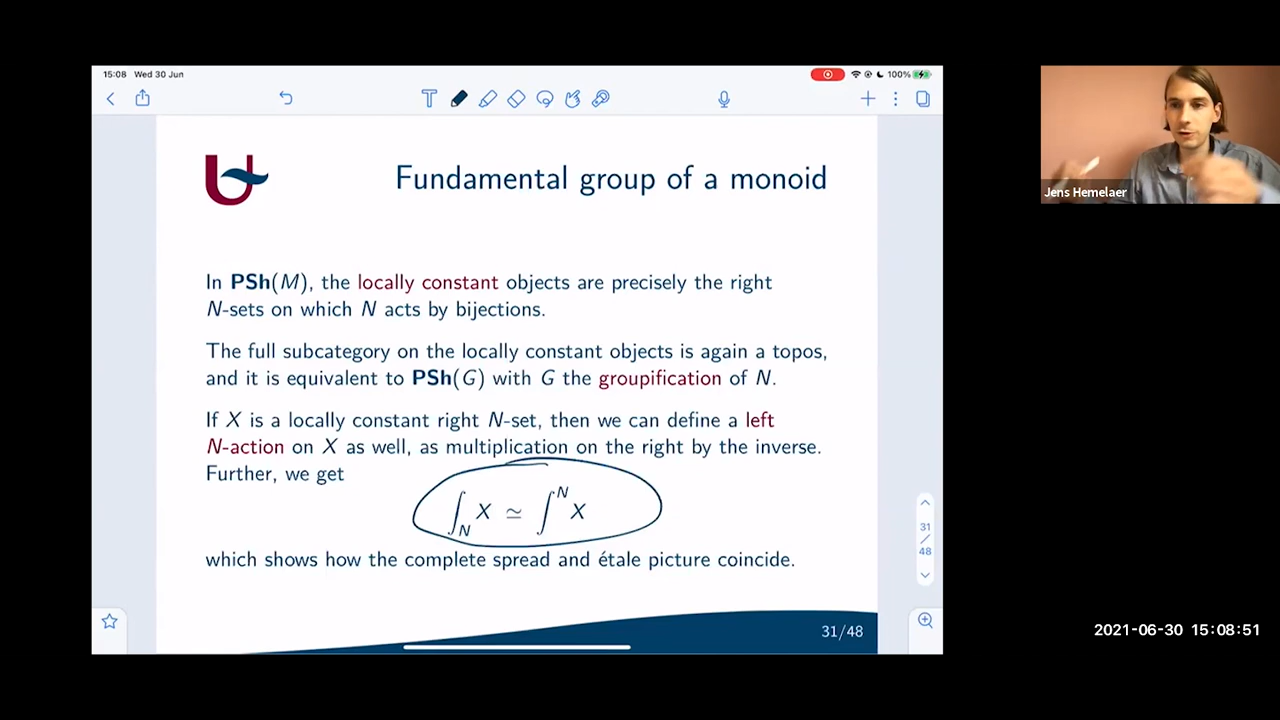 15:08 Wed 30 Jun
100%
Fundamental group of a monoid
In PSh(M), the locally constant objects are precisely the right
N-sets on which N acts by bijections.
The full subcategory on the locally constant objects is again a topos,
and it is equivalent to PSh(G) with G the groupification of N.
If X is a locally constant right N-set, then we can define a left
N-action on X as well, as multiplication on the right by the inverse.
Further, we get
∫_N X ≃ ∫^N X
which shows how the complete spread and étale picture coincide.
31/48
31
/
48
Jens Hemelaer
2021-06-30 15:08:51